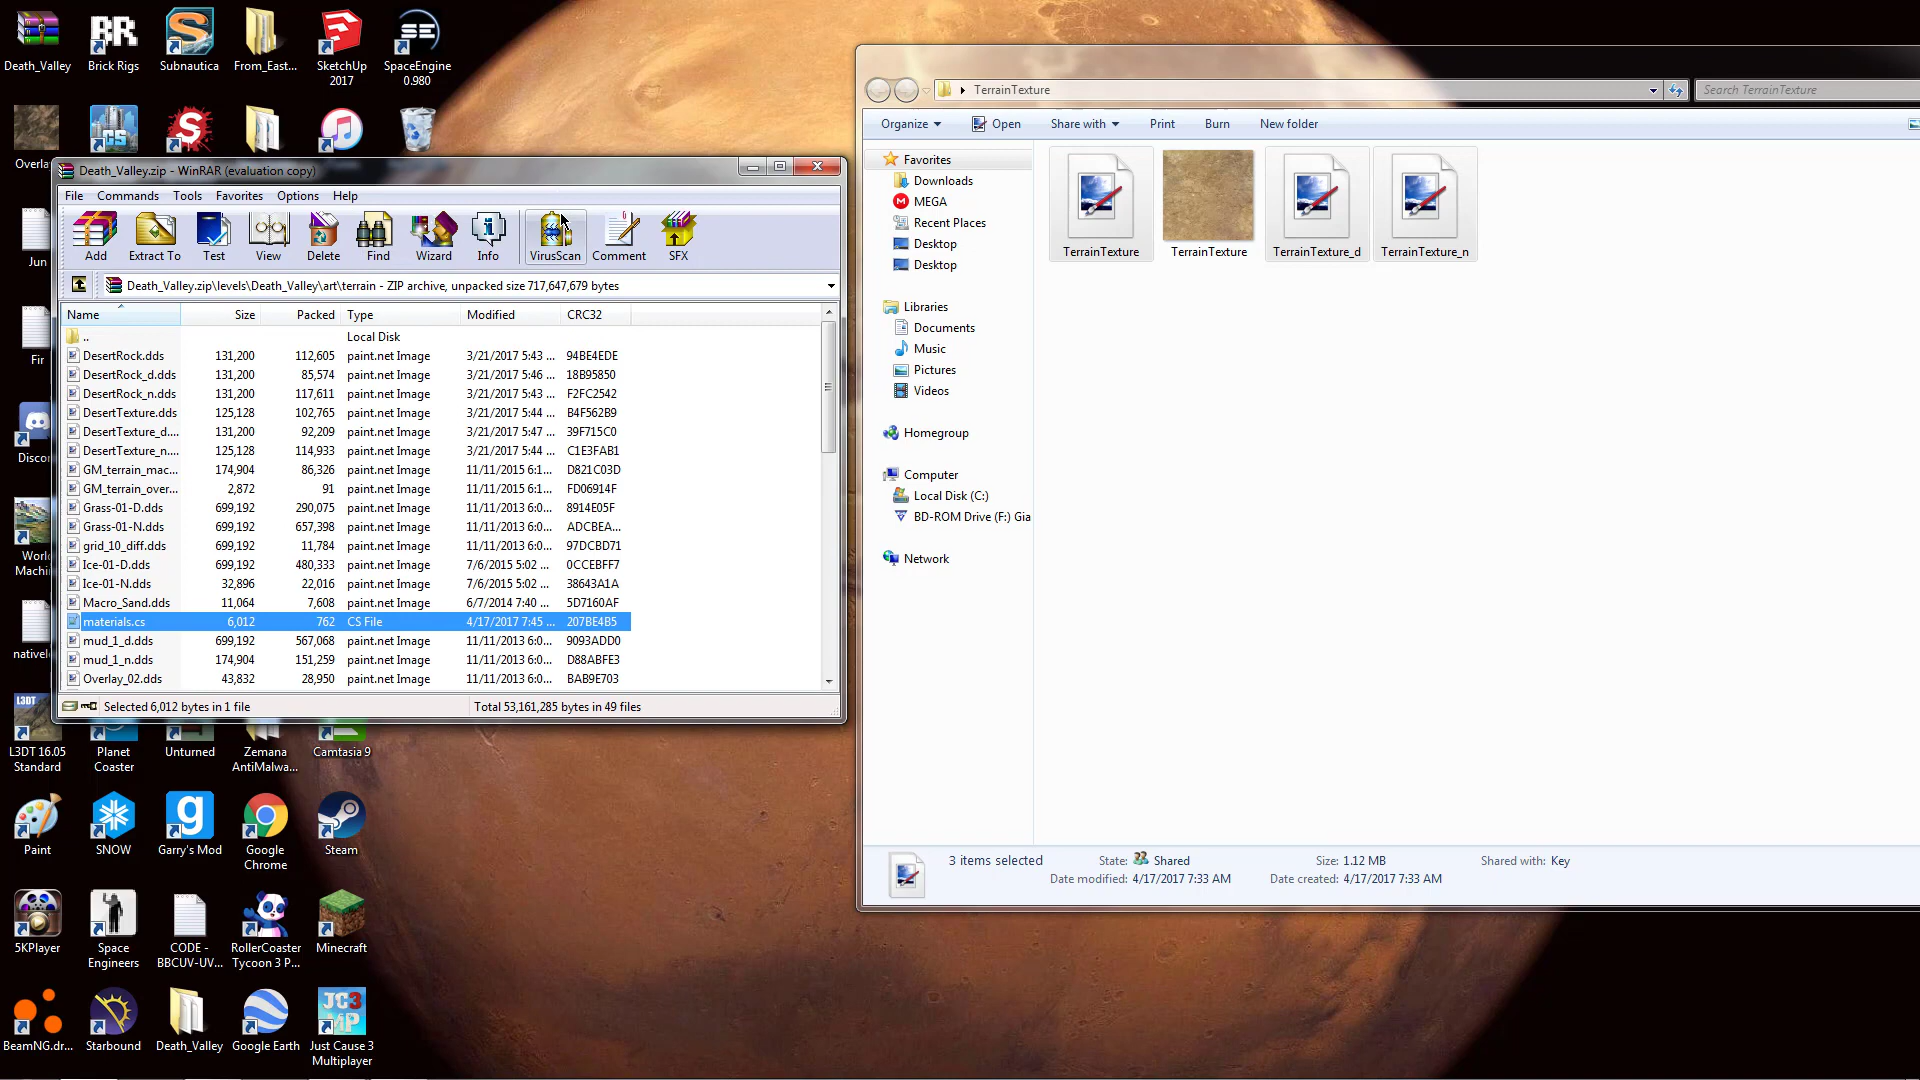 Death_Valley
Brick Rigs
Subnautica
From_East...
SketchUp
2017
SpaceEngine
0.980
Overla
Jun
Fir
Discor
World
Machin
nativele
L3DT 16.05
Standard
Planet
Coaster
Unturned
Zemana
AntiMalwa...
Camtasia 9
Paint
SNOW
Garry's Mod
Google
Chrome
Steam
5KPlayer
Space
Engineers
CODE -
BBCUV-UV...
RollerCoaster
Tycoon 3 P...
Minecraft
BeamNG.dr...
Starbound
Death_Valley
Google Earth
Just Cause 3
Multiplayer
Death_Valley.zip - WinRAR (evaluation copy)
File Commands Tools Favorites Options Help
Add Extract To Test View Delete Find Wizard Info VirusScan Comment SFX
Death_Valley.zip\levels\Death_Valley\art\terrain - ZIP archive, unpacked size 717,647,679 bytes
Name Size Packed Type Modified CRC32
.. Local Disk
DesertRock.dds 131,200 112,605 paint.net Image 3/21/2017 5:43 ... 94BE4EDE
DesertRock_d.dds 131,200 85,574 paint.net Image 3/21/2017 5:46 ... 18B95850
DesertRock_n.dds 131,200 117,611 paint.net Image 3/21/2017 5:43 ... F2FC2542
DesertTexture.dds 125,128 102,765 paint.net Image 3/21/2017 5:44 ... B4F562B9
DesertTexture_d.... 131,200 92,209 paint.net Image 3/21/2017 5:47 ... 39F715C0
DesertTexture_n.... 125,128 114,933 paint.net Image 3/21/2017 5:44 ... C1E3FAB1
GM_terrain_mac... 174,904 86,326 paint.net Image 11/11/2015 6:1... D821C03D
GM_terrain_over... 2,872 91 paint.net Image 11/11/2015 6:1... FD06914F
Grass-01-D.dds 699,192 290,075 paint.net Image 11/11/2013 6:0... 8914E05F
Grass-01-N.dds 699,192 657,398 paint.net Image 11/11/2013 6:0... ADCBEA...
grid_10_diff.dds 699,192 11,784 paint.net Image 11/11/2013 6:0... 97DCBD71
Ice-01-D.dds 699,192 480,333 paint.net Image 7/6/2015 5:02 ... 0CCEBFF7
Ice-01-N.dds 32,896 22,016 paint.net Image 7/6/2015 5:02 ... 38643A1A
Macro_Sand.dds 11,064 7,608 paint.net Image 6/7/2014 7:40 ... 5D7160AF
materials.cs 6,012 762 CS File 4/17/2017 7:45 ... 207BE4B5
mud_1_d.dds 699,192 567,068 paint.net Image 11/11/2013 6:0... 9093ADD0
mud_1_n.dds 174,904 151,259 paint.net Image 11/11/2013 6:0... D88ABFE3
Overlay_02.dds 43,832 28,950 paint.net Image 11/11/2013 6:0... BAB9E703
Selected 6,012 bytes in 1 file Total 53,161,285 bytes in 49 files
TerrainTexture Search TerrainTexture
Organize Open Share with Print Burn New folder
Favorites
Downloads
MEGA
Recent Places
Desktop
Desktop
Libraries
Documents
Music
Pictures
Videos
Homegroup
Computer
Local Disk (C:)
BD-ROM Drive (F:) Gia
Network
TerrainTexture TerrainTexture TerrainTexture_d TerrainTexture_n
3 items selected State: Shared Size: 1.12 MB Shared with: Key
Date modified: 4/17/2017 7:33 AM Date created: 4/17/2017 7:33 AM